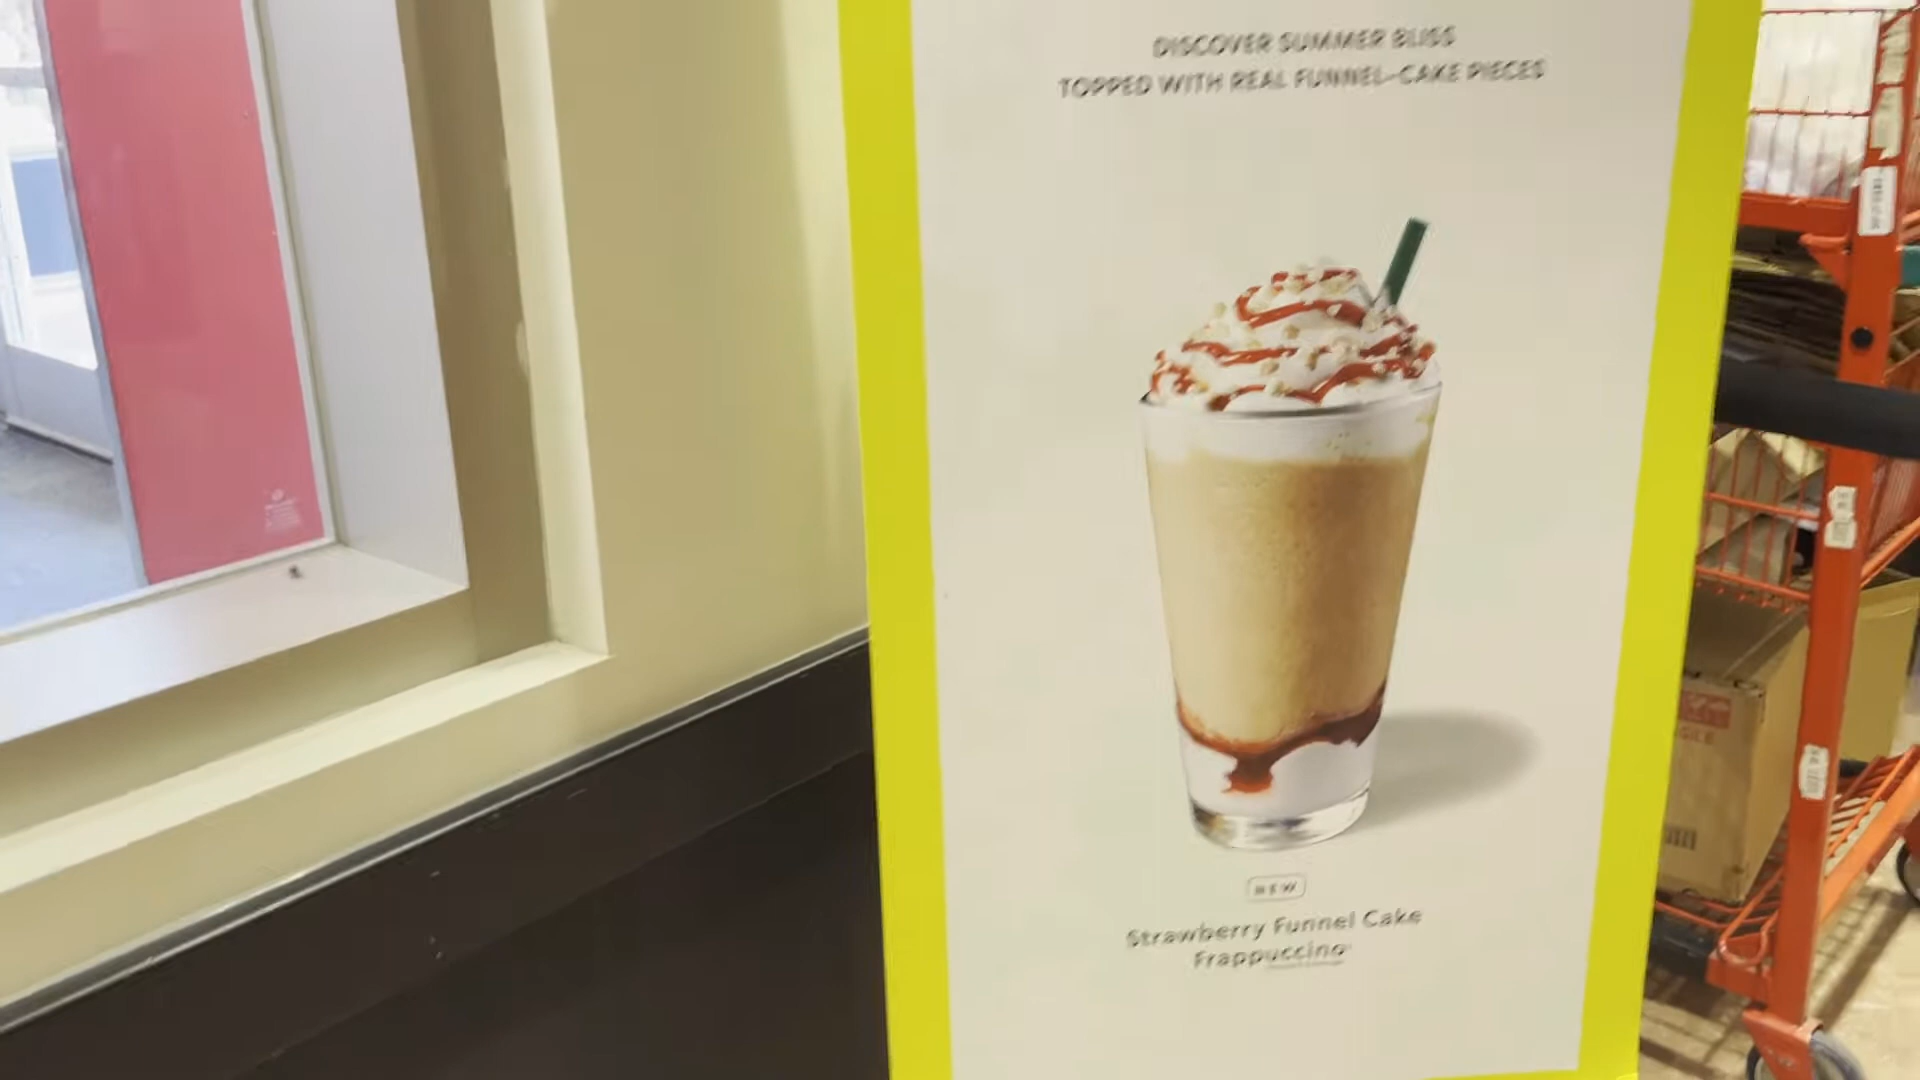 DISCOVER SUMMER BLISS
TOPPED WITH REAL FUNNEL-CAKE PIECES
NEW
Strawberry Funnel Cake
Frappuccino